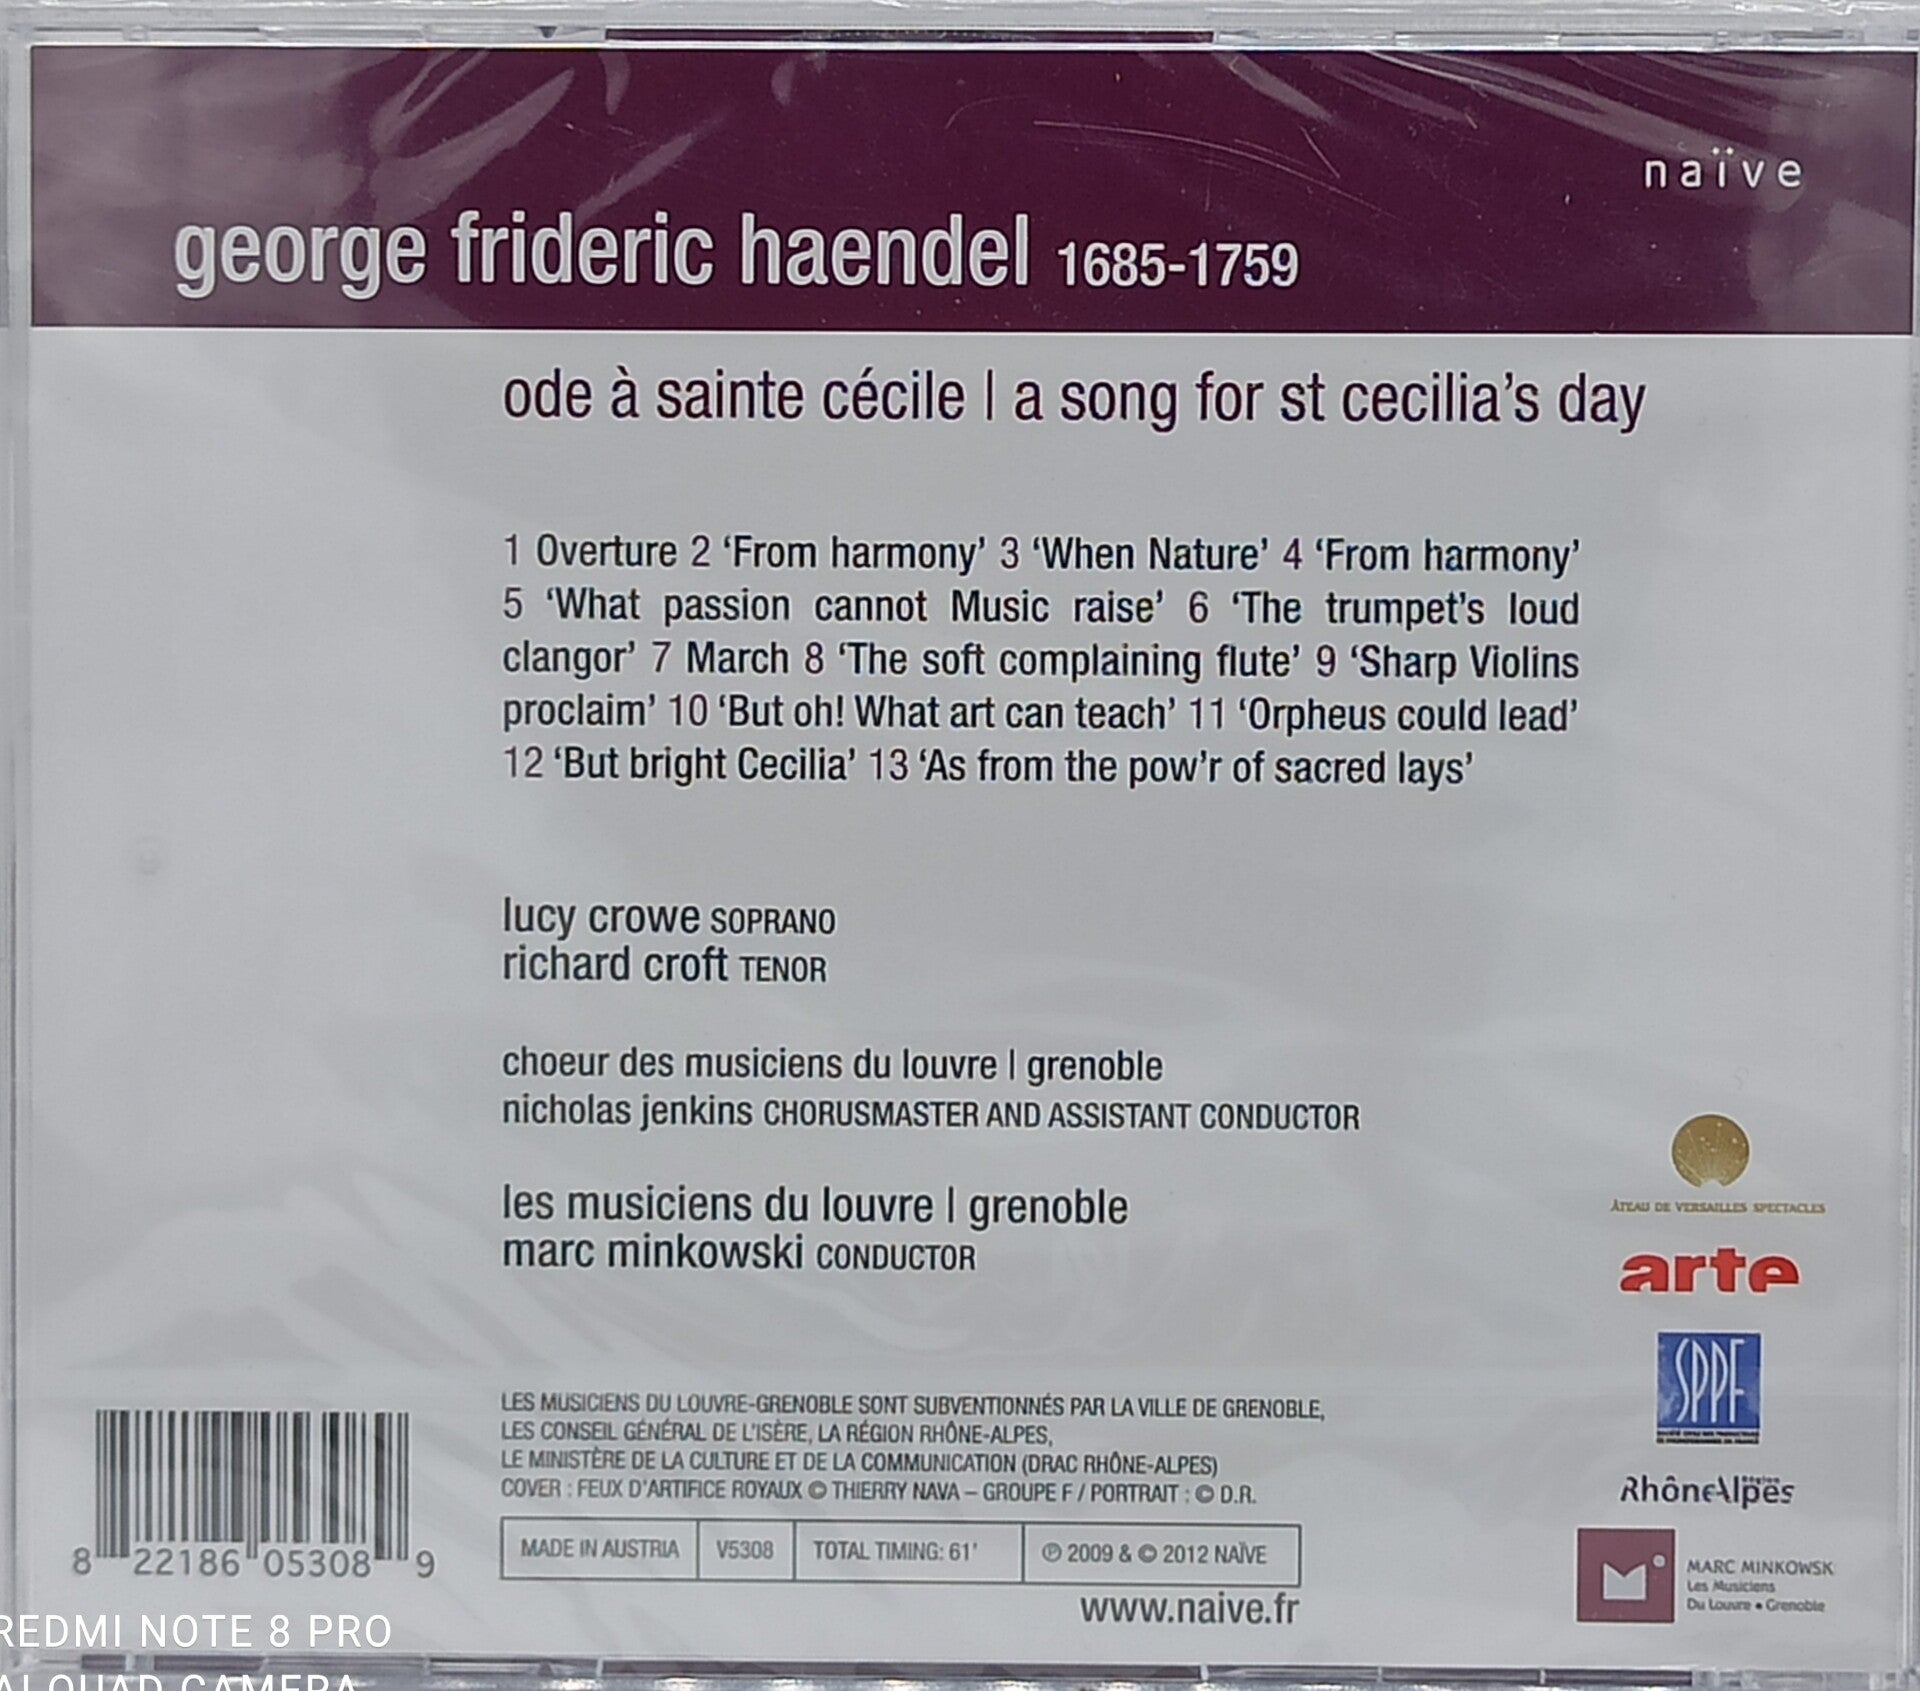 naïve
george frideric haendel 1685-1759
ode à sainte cécile | a song for st cecilia's day
1 Overture 2 ‘From harmony’ 3 ‘When Nature’ 4 ‘From harmony’
5 ‘What passion cannot Music raise’ 6 ‘The trumpet’s loud
clangor’ 7 March 8 ‘The soft complaining flute’ 9 ‘Sharp Violins
proclaim’ 10 ‘But oh! What art can teach’ 11 ‘Orpheus could lead’
12 ‘But bright Cecilia’ 13 ‘As from the pow’r of sacred lays’
lucy crowe SOPRANO
richard croft TENOR
choeur des musiciens du louvre | grenoble
nicholas jenkins CHORUSMASTER AND ASSISTANT CONDUCTOR
les musiciens du louvre | grenoble
marc minkowski CONDUCTOR
ÂTEAU DE VERSAILLES SPECTACLES
arte
SPPF
Région
RhôneAlpes
MARC MINKOWSK
Les Musiciens
Du Louvre • Grenoble
LES MUSICIENS DU LOUVRE-GRENOBLE SONT SUBVENTIONNÉS PAR LA VILLE DE GRENOBLE,
LES CONSEIL GÉNÉRAL DE L'ISÈRE, LA RÉGION RHÔNE-ALPES,
LE MINISTÈRE DE LA CULTURE ET DE LA COMMUNICATION (DRAC RHÔNE-ALPES)
COVER : FEUX D'ARTIFICE ROYAUX © THIERRY NAVA – GROUPE F / PORTRAIT : © D.R.
MADE IN AUSTRIA V5308 TOTAL TIMING: 61' ℗ 2009 & © 2012 NAÏVE
www.naive.fr
8 22186 05308 9
REDMI NOTE 8 PRO
AI QUAD CAMERA